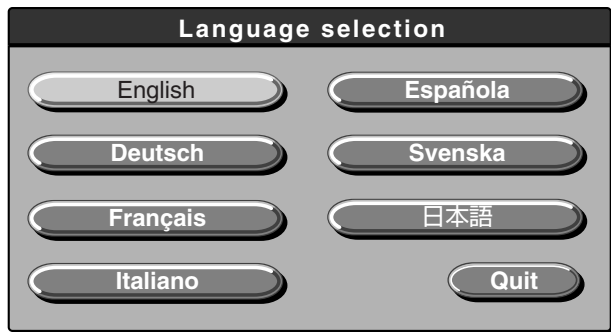 Language selection
English
Española
Deutsch
Svenska
Français
日本語
Italiano
Quit